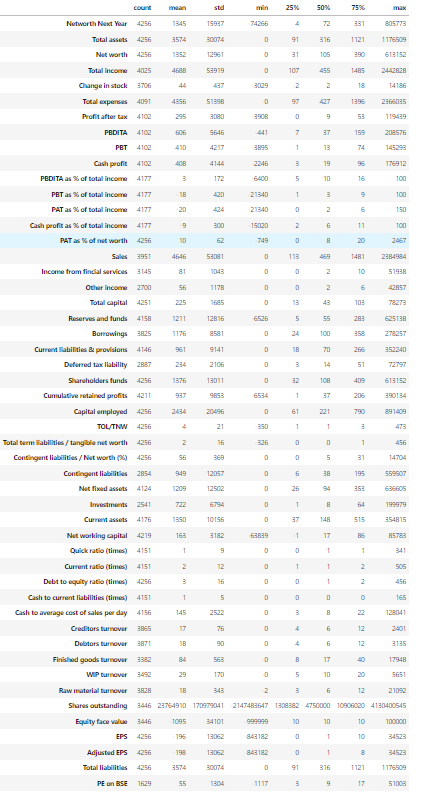 count mean std min 25% 50% 75% max
Networth Next Year 4256 1345 15937 -74266 4 72 331 805773
Total assets 4256 3574 30074 0 91 316 1121 1176509
Net worth 4256 1352 12961 0 31 105 390 613152
Total income 4025 4688 53919 0 107 455 1485 2442828
Change in stock 3706 44 437 -3029 -2 2 18 14186
Total expenses 4091 4356 51398 -0 97 427 1396 2366035
Profit after tax 4102 295 3080 -3908 0 9 53 119439
PBDITA 4102 606 5646 -441 7 37 159 208576
PBT 4102 410 4217 -3895 1 13 74 145293
Cash profit 4102 408 4144 -2246 3 19 96 176912
PBDITA as % of total income 4177 3 172 -6400 5 10 16 100
PBT as % of total income 4177 -18 420 -21340 1 3 9 100
PAT as % of total income 4177 -20 424 -21340 0 2 6 150
Cash profit as % of total income 4177 -9 300 -15020 2 6 11 100
PAT as % of net worth 4256 10 62 -749 0 8 20 2467
Sales 3951 4646 53081 0 113 469 1481 2384984
Income from fincial services 3145 81 1043 0 0 2 10 51938
Other income 2700 56 1178 0 0 2 6 42857
Total capital 4251 225 1685 0 13 43 103 78273
Reserves and funds 4158 1211 12816 -6526 5 55 283 625138
Borrowings 3825 1176 8581 0 24 100 358 278257
Current liabilities & provisions 4146 961 9141 0 18 70 266 352240
Deferred tax liability 2887 234 2106 0 3 14 51 72797
Shareholders funds 4256 1376 13011 0 32 108 409 613152
Cumulative retained profits 4211 937 9853 -6534 1 37 206 390134
Capital employed 4256 2434 20496 0 61 221 790 891409
TOL/TNW 4256 4 21 -350 1 1 3 473
Total term liabilities / tangible net worth 4256 2 16 -326 0 0 1 456
Contingent liabilities / Net worth (%) 4256 56 369 0 0 5 31 14704
Contingent liabilities 2854 949 12057 0 6 38 195 559507
Net fixed assets 4124 1209 12502 0 26 94 353 636605
Investments 2541 722 6794 0 1 8 64 199979
Current assets 4176 1350 10156 0 37 148 515 354815
Net working capital 4219 163 3182 -63839 -1 17 86 85783
Quick ratio (times) 4151 1 9 0 0 1 1 341
Current ratio (times) 4151 2 12 0 1 1 2 505
Debt to equity ratio (times) 4256 3 16 0 0 1 2 456
Cash to current liabilities (times) 4151 1 5 0 0 0 0 165
Cash to average cost of sales per day 4156 145 2522 0 3 8 22 128041
Creditors turnover 3865 17 76 0 4 6 12 2401
Debtors turnover 3871 18 90 0 4 6 12 3135
Finished goods turnover 3382 84 563 -0 8 17 40 17948
WIP turnover 3492 29 170 -0 5 10 20 5651
Raw material turnover 3828 18 343 -2 3 6 12 21092
Shares outstanding 3446 23764910 170979041 -2147483647 1308382 4750000 10906020 4130400545
Equity face value 3446 -1095 34101 -999999 10 10 10 100000
EPS 4256 -196 13062 -843182 0 1 10 34523
Adjusted EPS 4256 -198 13062 -843182 0 1 8 34523
Total liabilities 4256 3574 30074 0 91 316 1121 1176509
PE on BSE 1629 55 1304 -1117 3 9 17 51003